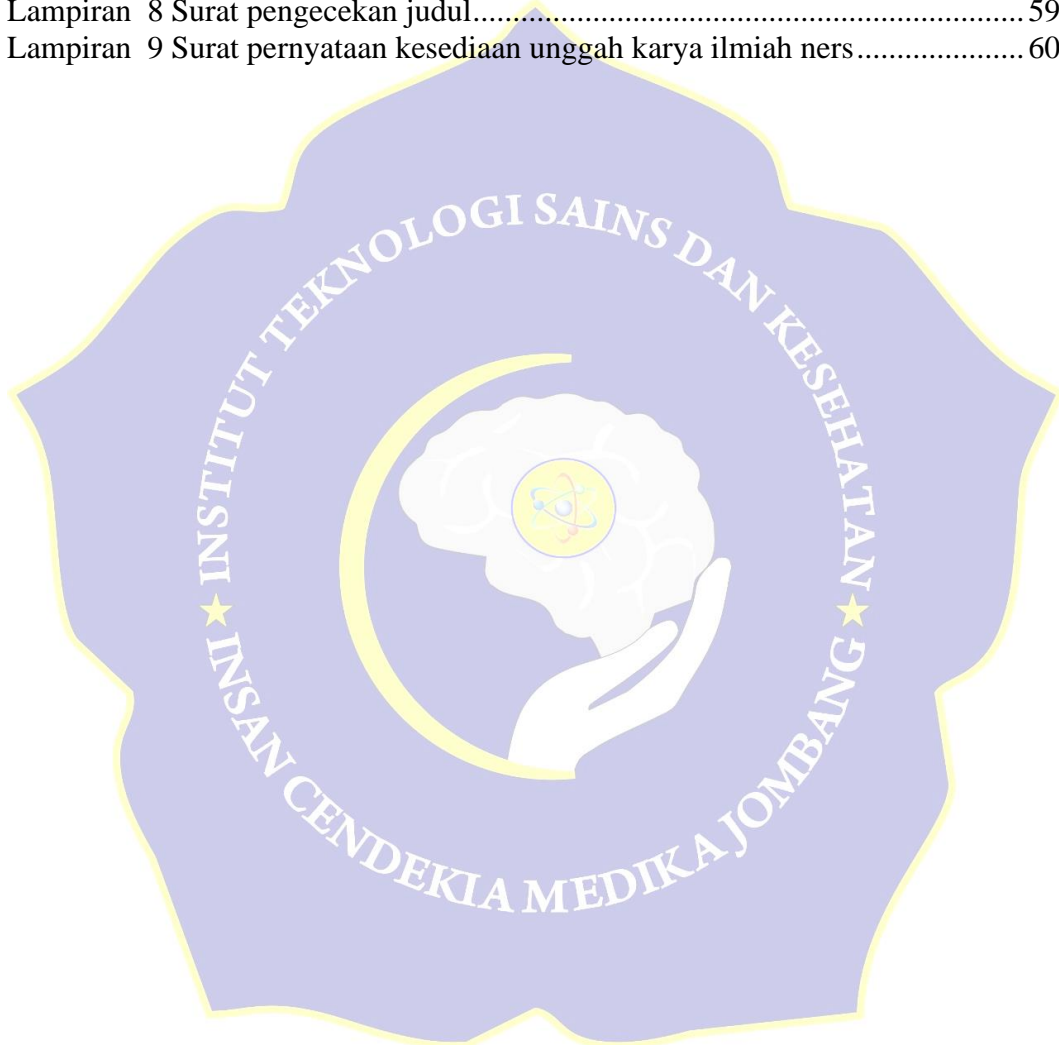 Lampiran 8 Surat pengecekan judul.......................................................................... 59
Lampiran 9 Surat pernyataan kesediaan unggah karya ilmiah ners...................... 60
INSTITUT TEKNOLOGI SAINS DAN KESEHATAN
INSAN CENDEKIA MEDIKA JOMBANG